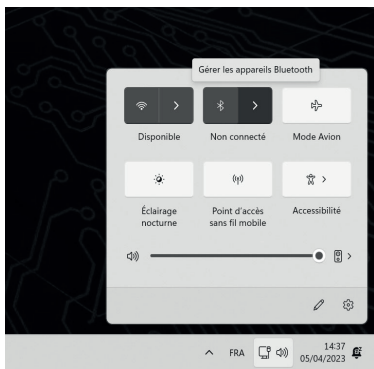 Gérer les appareils Bluetooth
Disponible
Non connecté
Mode Avion
Éclairage
nocturne
Point d'accès
sans fil mobile
Accessibilité
FRA
14:37
05/04/2023